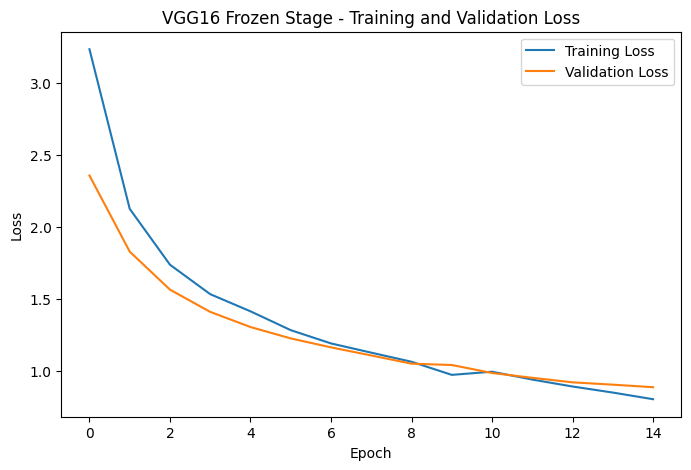 VGG16 Frozen Stage - Training and Validation Loss
Training Loss
Validation Loss
Loss
3.0
2.5
2.0
1.5
1.0
0 2 4 6 8 10 12 14
Epoch